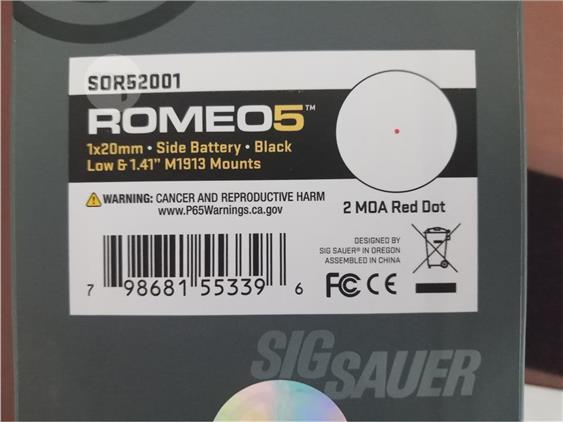 SOR52001
ROMEO5™
1x20mm • Side Battery • Black
Low & 1.41" M1913 Mounts
WARNING: CANCER AND REPRODUCTIVE HARM
www.P65Warnings.ca.gov
2 MOA Red Dot
DESIGNED BY
SIG SAUER® IN OREGON
ASSEMBLED IN CHINA
7 98681 55339 6
FC CE
SIG SAUER